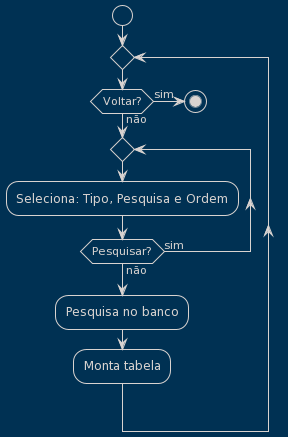 Voltar?
sim
não
Seleciona: Tipo, Pesquisa e Ordem
Pesquisar?
sim
não
Pesquisa no banco
Monta tabela